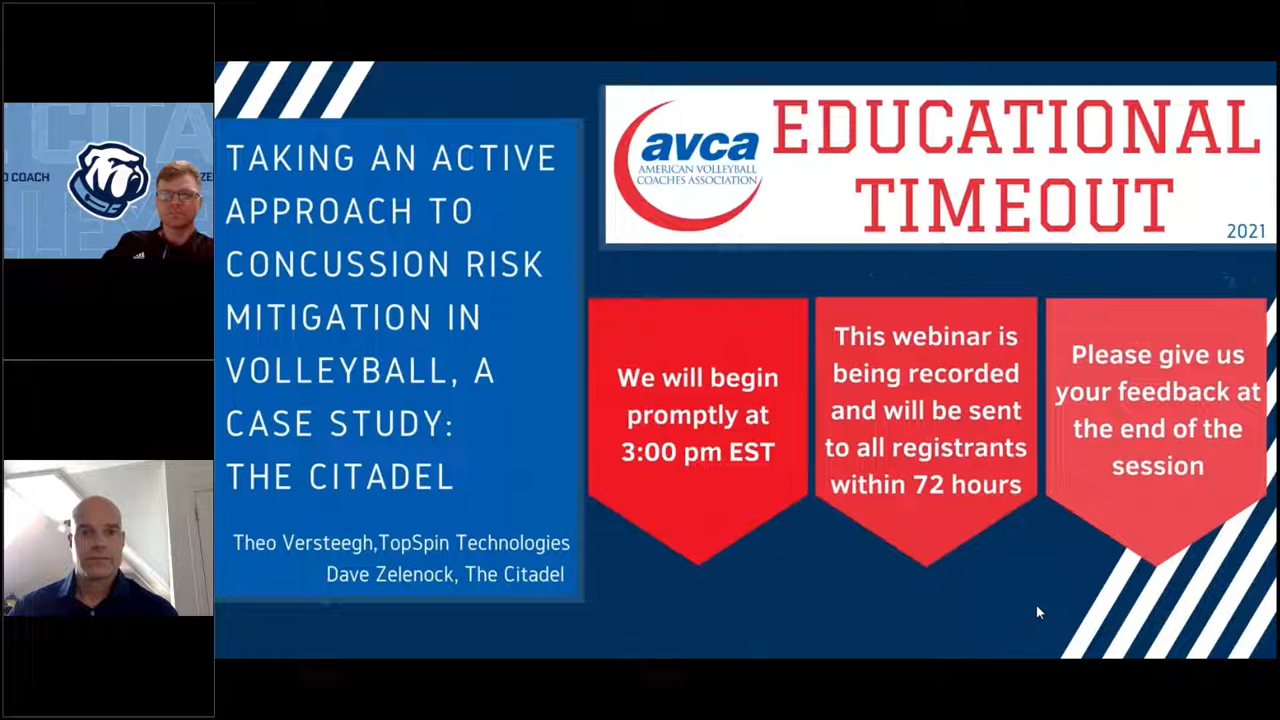 CITA
D COACH
ZE
TAKING AN ACTIVE
APPROACH TO
CONCUSSION RISK
MITIGATION IN
VOLLEYBALL, A
CASE STUDY:
THE CITADEL
Theo Versteegh,TopSpin Technologies
Dave Zelenock, The Citadel
avca
AMERICAN VOLLEYBALL
COACHES ASSOCIATION
EDUCATIONAL
TIMEOUT
2021
We will begin
promptly at
3:00 pm EST
This webinar is
being recorded
and will be sent
to all registrants
within 72 hours
Please give us
your feedback at
the end of the
session